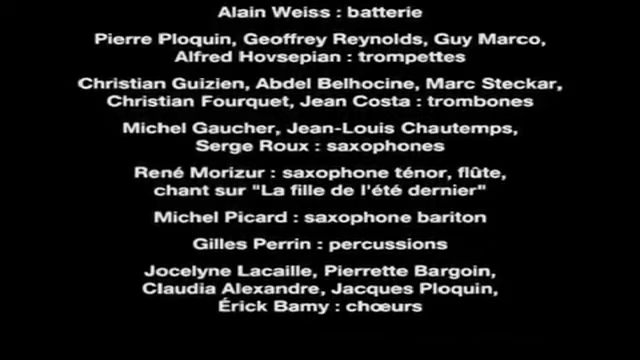 Alain Weiss : batterie
Pierre Ploquin, Geoffrey Reynolds, Guy Marco,
Alfred Hovsepian : trompettes
Christian Guizien, Abdel Belhocine, Marc Steckar,
Christian Fourquet, Jean Costa : trombones
Michel Gaucher, Jean-Louis Chautemps,
Serge Roux : saxophones
René Morizur : saxophone ténor, flûte,
chant sur "La fille de l'été dernier"
Michel Picard : saxophone bariton
Gilles Perrin : percussions
Jocelyne Lacaille, Pierrette Bargoin,
Claudia Alexandre, Jacques Ploquin,
Érick Bamy : chœurs